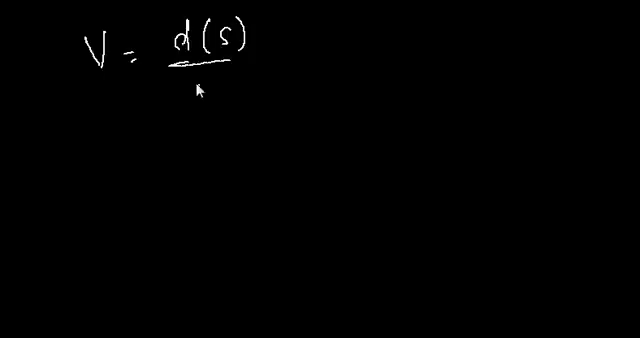 V = d(s)